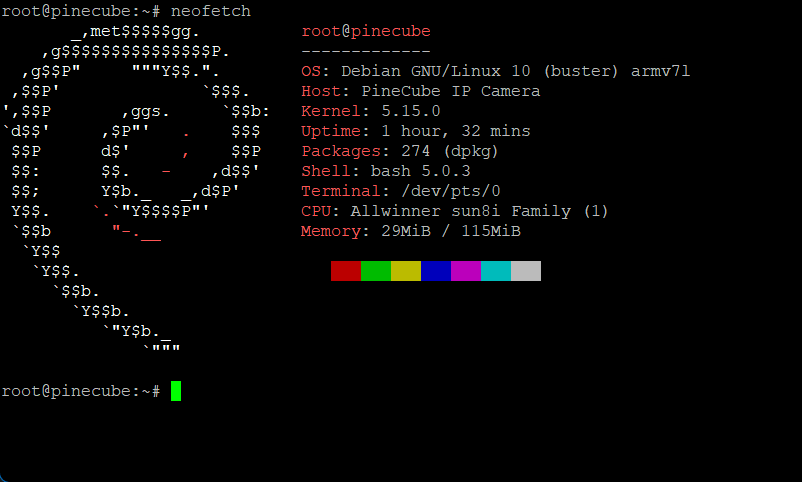 root@pinecube:~# neofetch
       _,met$$$$$gg.          root@pinecube
    ,g$$$$$$$$$$$$$$$P.       -------------
  ,g$$P"     """Y$$.".        OS: Debian GNU/Linux 10 (buster) armv7l
 ,$$P'              `$$$.     Host: PineCube IP Camera
',$$P       ,ggs.     `$$b:   Kernel: 5.15.0
`d$$'     ,$P"'   .    $$$    Uptime: 1 hour, 32 mins
 $$P      d$'     ,    $$P    Packages: 274 (dpkg)
 $$:      $$.   -    ,d$$'    Shell: bash 5.0.3
 $$;      Y$b._   _,d$P'      Terminal: /dev/pts/0
 Y$$.    `.`"Y$$$$P"'         CPU: Allwinner sun8i Family (1)
 `$$b      "-.__              Memory: 29MiB / 115MiB
  `Y$$
   `Y$$.
     `$$b.
       `Y$$b.
          `"Y$b._
              `"""
root@pinecube:~#